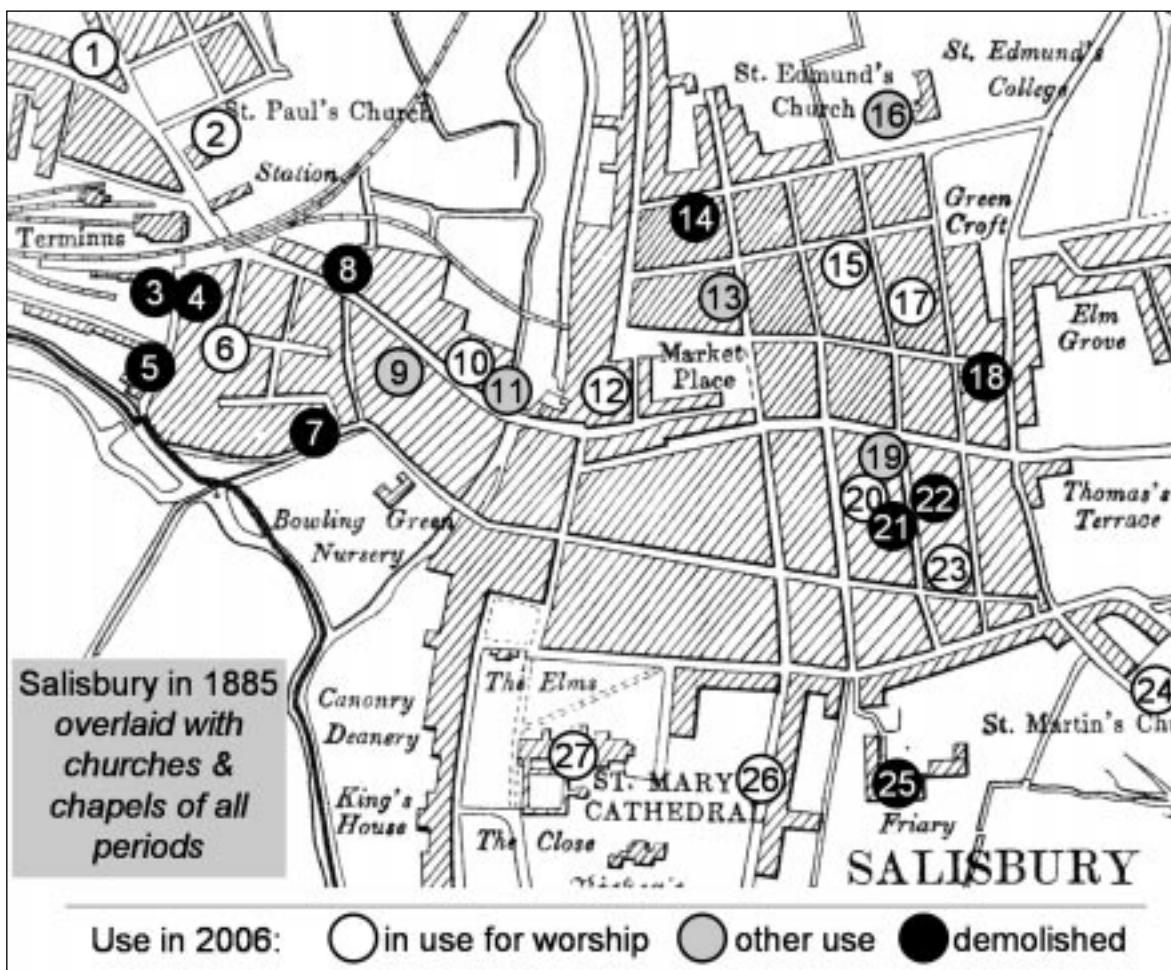 1
St. Edmund's
College
St. Edmund's
Church
16
2
St. Paul's Church
Station
14
Green
Croft
Terminus
8
15
3
4
13
17
Elm
Grove
6
Market
Place
5
9
10
11
12
18
7
19
20
22
21
Thomas's
Terrace
Bowling Green
Nursery
23
Salisbury in 1885
overlaid with
churches &
chapels of all
periods
The Elms
24
Canonry
Deanery
St. Martin's Chu
27
ST. MARY
CATHEDRAL
26
25
King's
House
The Close
Friary
SALISBURY
Use in 2006: in use for worship other use demolished